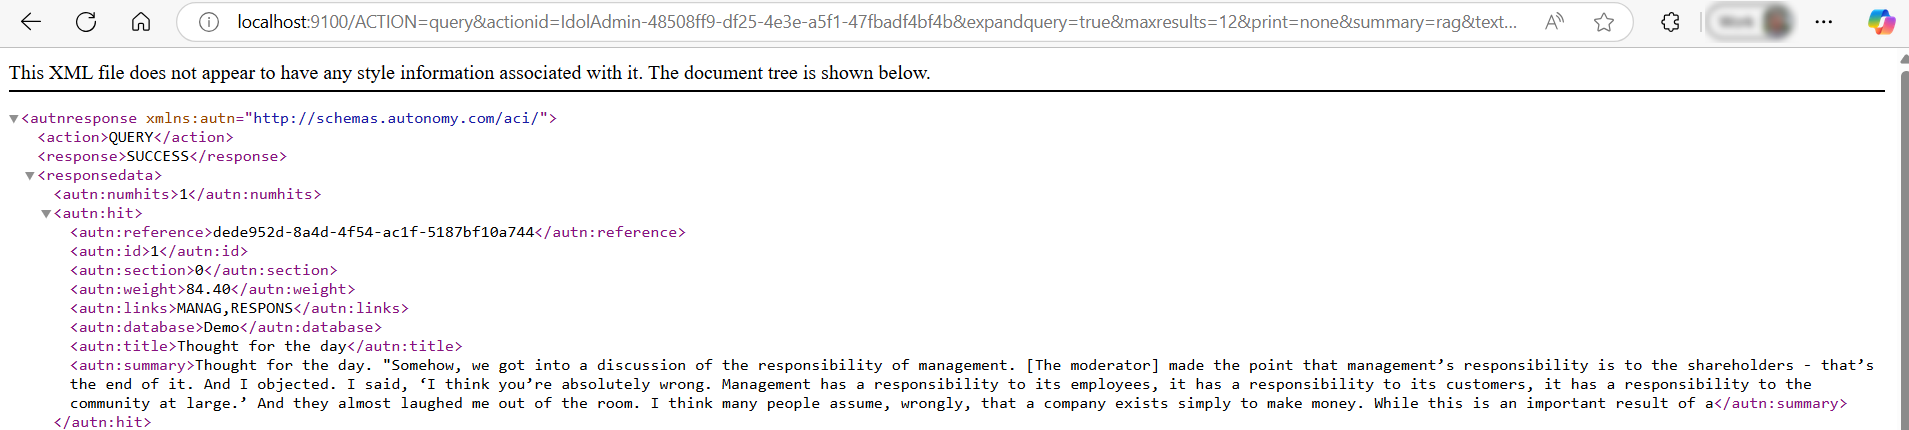 localhost:9100/ACTION=query&actionid=IdolAdmin-48508ff9-df25-4e3e-a5f1-47fbadf4bf4b&expandquery=true&maxresults=12&print=none&summary=rag&text...
This XML file does not appear to have any style information associated with it. The document tree is shown below.
<autnresponse xmlns:autn="http://schemas.autonomy.com/aci/">
<action>QUERY</action>
<response>SUCCESS</response>
<responsedata>
<autn:numhits>1</autn:numhits>
<autn:hit>
<autn:reference>dede952d-8a4d-4f54-ac1f-5187bf10a744</autn:reference>
<autn:id>1</autn:id>
<autn:section>0</autn:section>
<autn:weight>84.40</autn:weight>
<autn:links>MANAG,RESPONS</autn:links>
<autn:database>Demo</autn:database>
<autn:title>Thought for the day</autn:title>
<autn:summary>Thought for the day. "Somehow, we got into a discussion of the responsibility of management. [The moderator] made the point that management’s responsibility is to the shareholders - that’s
the end of it. And I objected. I said, ‘I think you’re absolutely wrong. Management has a responsibility to its employees, it has a responsibility to its customers, it has a responsibility to the
community at large.’ And they almost laughed me out of the room. I think many people assume, wrongly, that a company exists simply to make money. While this is an important result of a</autn:summary>
</autn:hit>